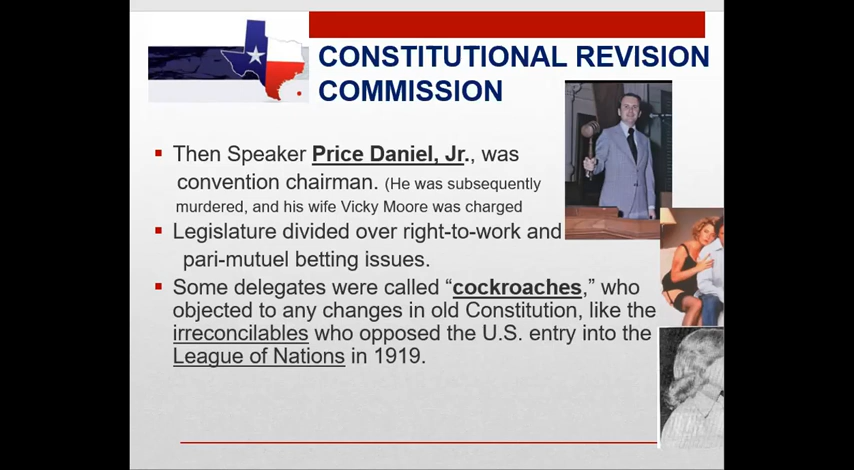 CONSTITUTIONAL REVISION
COMMISSION
Then Speaker Price Daniel, Jr., was
convention chairman. (He was subsequently
murdered, and his wife Vicky Moore was charged
Legislature divided over right-to-work and
pari-mutuel betting issues.
Some delegates were called “cockroaches,” who
objected to any changes in old Constitution, like the
irreconcilables who opposed the U.S. entry into the
League of Nations in 1919.